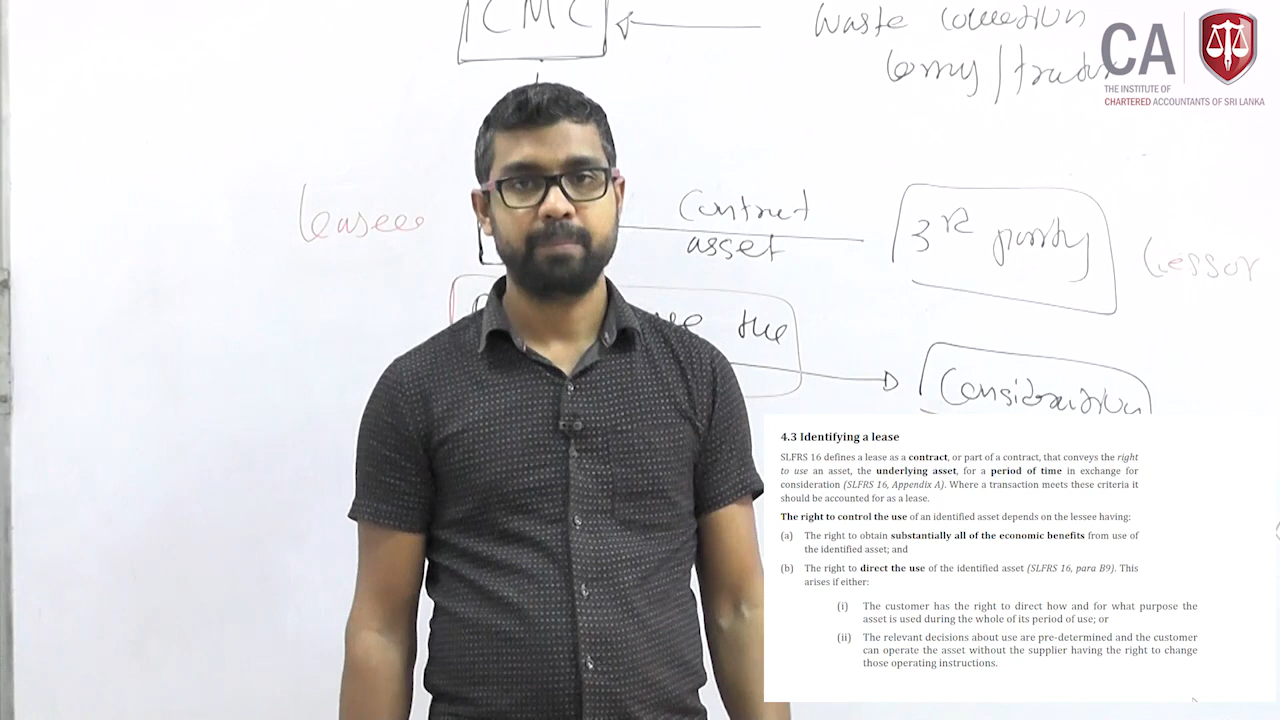 CMC
waste collection
lorry / tractor
CA
THE INSTITUTE OF
CHARTERED ACCOUNTANTS OF SRI LANKA
leasee
Contract
asset
3rd party
Lessor
the
Consideration
4.3 Identifying a lease
SLFRS 16 defines a lease as a contract, or part of a contract, that conveys the right
to use an asset, the underlying asset, for a period of time in exchange for
consideration (SLFRS 16, Appendix A). Where a transaction meets these criteria it
should be accounted for as a lease.
The right to control the use of an identified asset depends on the lessee having:
(a) The right to obtain substantially all of the economic benefits from use of
the identified asset; and
(b) The right to direct the use of the identified asset (SLFRS 16, para B9). This
arises if either:
(i) The customer has the right to direct how and for what purpose the
asset is used during the whole of its period of use; or
(ii) The relevant decisions about use are pre-determined and the customer
can operate the asset without the supplier having the right to change
those operating instructions.